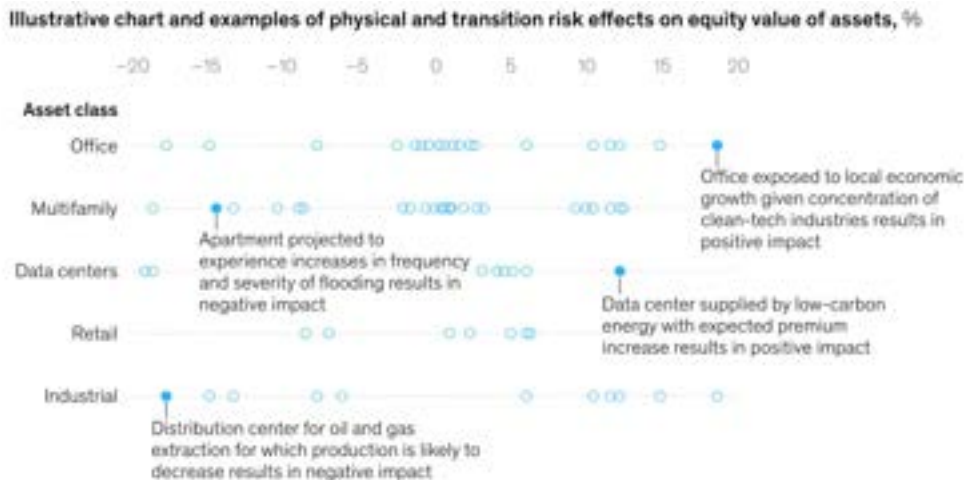 Illustrative chart and examples of physical and transition risk effects on equity value of assets, %
−20 −15 −10 −5 0 5 10 15 20
Asset class
Office
Office exposed to local economic
growth given concentration of
clean-tech industries results in
positive impact
Multifamily
Apartment projected to
experience increases in frequency
and severity of flooding results in
negative impact
Data centers
Data center supplied by low-carbon
energy with expected premium
increase results in positive impact
Retail
Industrial
Distribution center for oil and gas
extraction for which production is likely to
decrease results in negative impact